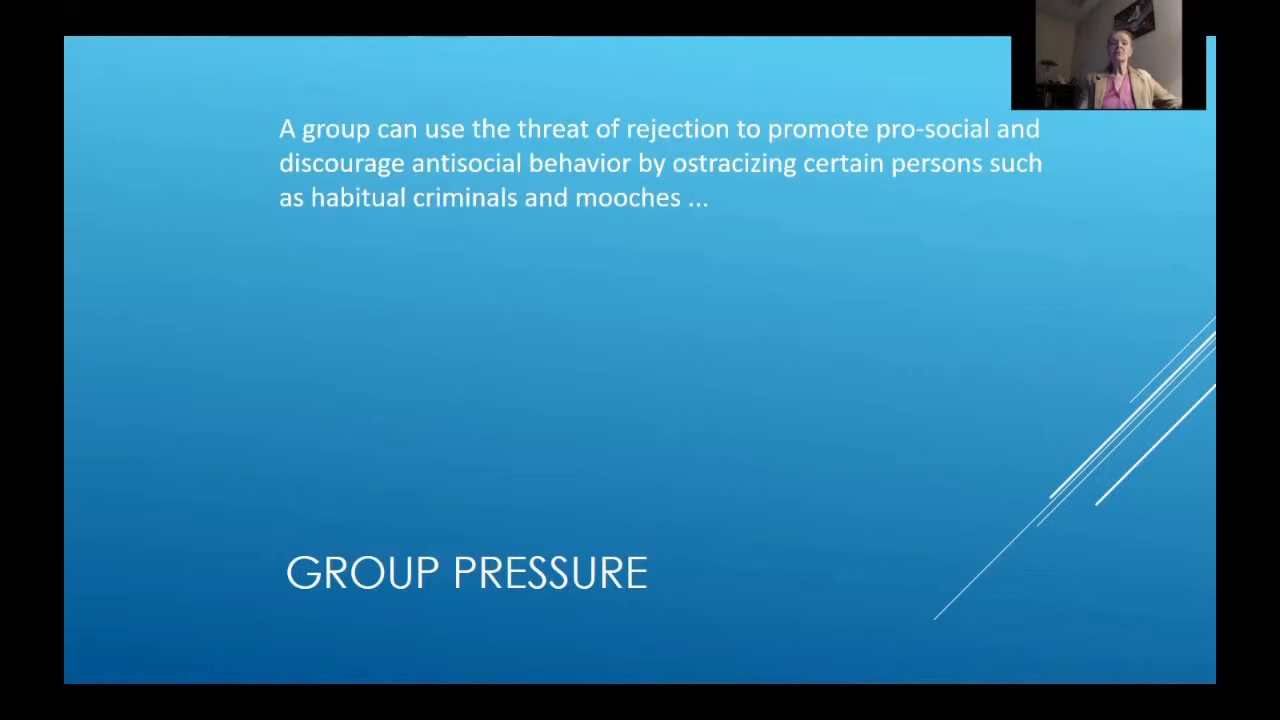 A group can use the threat of rejection to promote pro-social and
discourage antisocial behavior by ostracizing certain persons such
as habitual criminals and mooches ...
GROUP PRESSURE